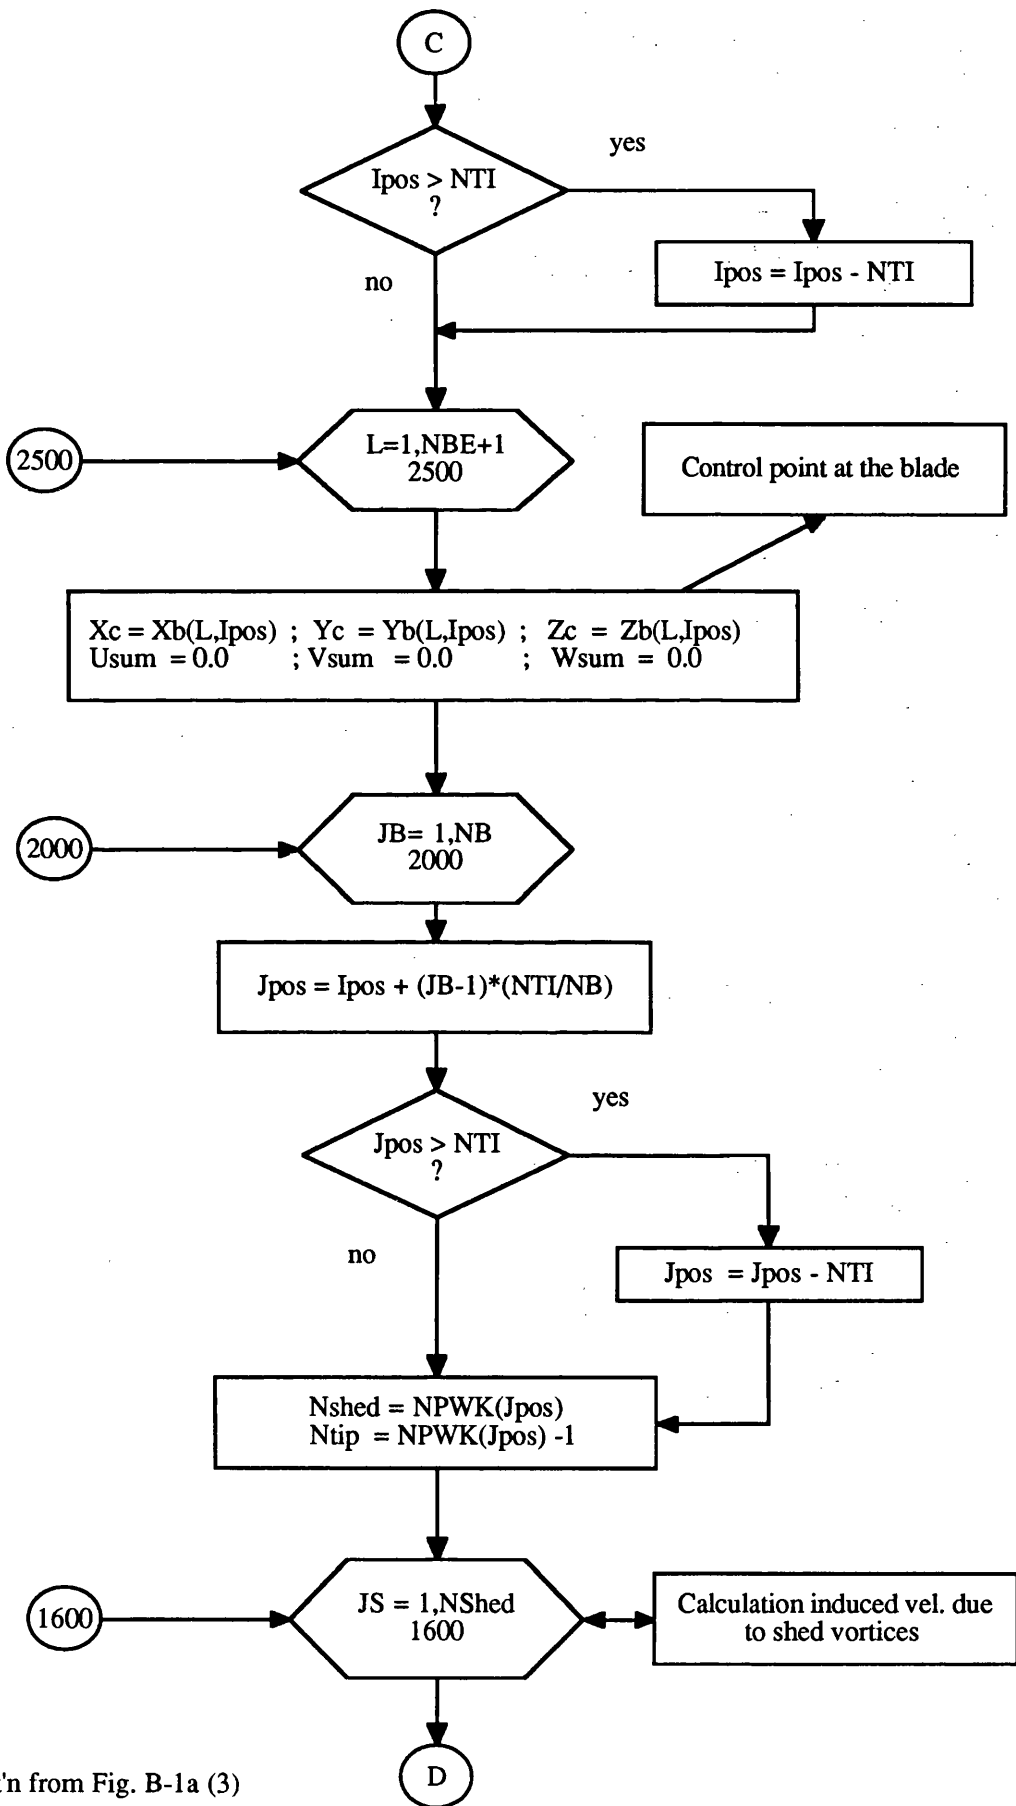 C
yes
Ipos > NTI
?
Ipos = Ipos - NTI
no
L=1,NBE+1
2500
2500
Control point at the blade
Xc = Xb(L,Ipos) ; Yc = Yb(L,Ipos) ; Zc = Zb(L,Ipos)
Usum = 0.0 ; Vsum = 0.0 ; Wsum = 0.0
JB= 1,NB
2000
2000
Jpos = Ipos + (JB-1)*(NTI/NB)
yes
Jpos > NTI
?
no
Jpos = Jpos - NTI
Nshed = NPWK(Jpos)
Ntip = NPWK(Jpos) -1
JS = 1,NShed
1600
1600
Calculation induced vel. due
to shed vortices
D
from Fig. B-1a (3)